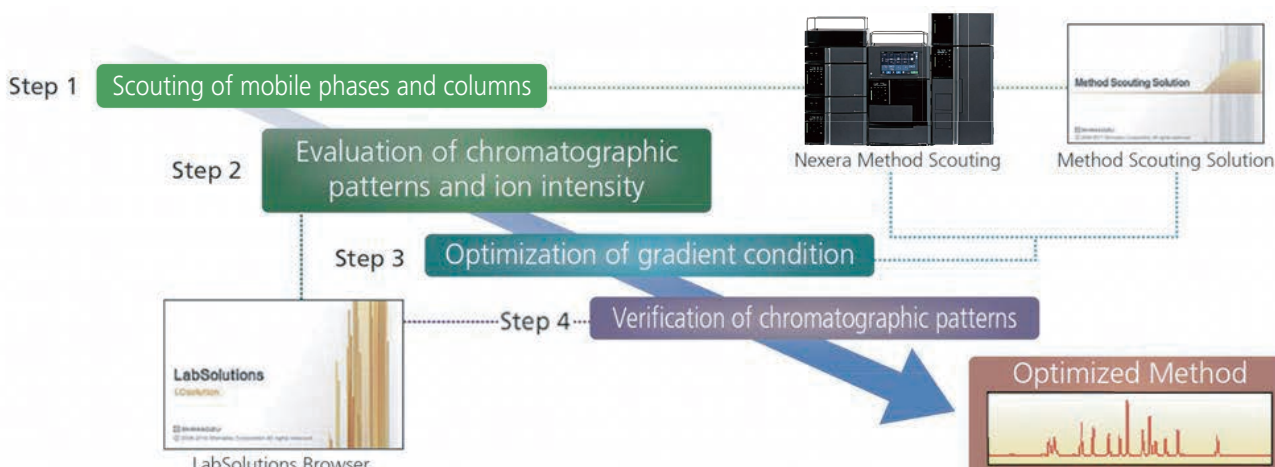 Step 1
Scouting of mobile phases and columns
Method Scouting Solution
SHIMADZU
Nexera Method Scouting
Method Scouting Solution
Step 2
Evaluation of chromatographic
patterns and ion intensity
Step 3
Optimization of gradient condition
Step 4
Verification of chromatographic patterns
LabSolutions
LCsolution
SHIMADZU
LabSolutions Browser
Optimized Method